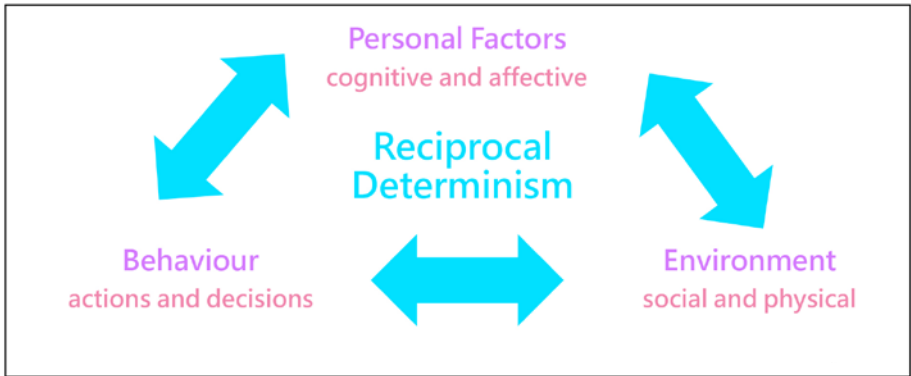 Personal Factors
cognitive and affective
Reciprocal
Determinism
Behaviour
actions and decisions
Environment
social and physical